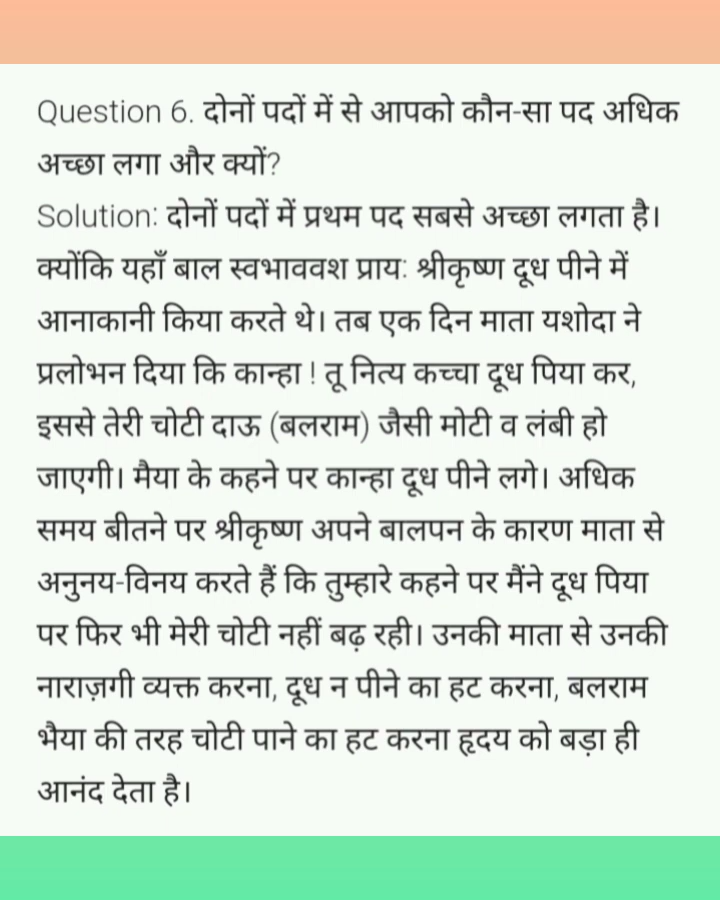 Question 6. दोनों पदों में से आपको कौन-सा पद अधिक
अच्छा लगा और क्यों?
Solution: दोनों पदों में प्रथम पद सबसे अच्छा लगता है।
क्योंकि यहाँ बाल स्वभाववश प्राय: श्रीकृष्ण दूध पीने में
आनाकानी किया करते थे। तब एक दिन माता यशोदा ने
प्रलोभन दिया कि कान्हा ! तू नित्य कच्चा दूध पिया कर,
इससे तेरी चोटी दाऊ (बलराम) जैसी मोटी व लंबी हो
जाएगी। मैया के कहने पर कान्हा दूध पीने लगे। अधिक
समय बीतने पर श्रीकृष्ण अपने बालपन के कारण माता से
अनुनय-विनय करते हैं कि तुम्हारे कहने पर मैंने दूध पिया
पर फिर भी मेरी चोटी नहीं बढ़ रही। उनकी माता से उनकी
नाराज़गी व्यक्त करना, दूध न पीने का हट करना, बलराम
भैया की तरह चोटी पाने का हट करना हृदय को बड़ा ही
आनंद देता है।